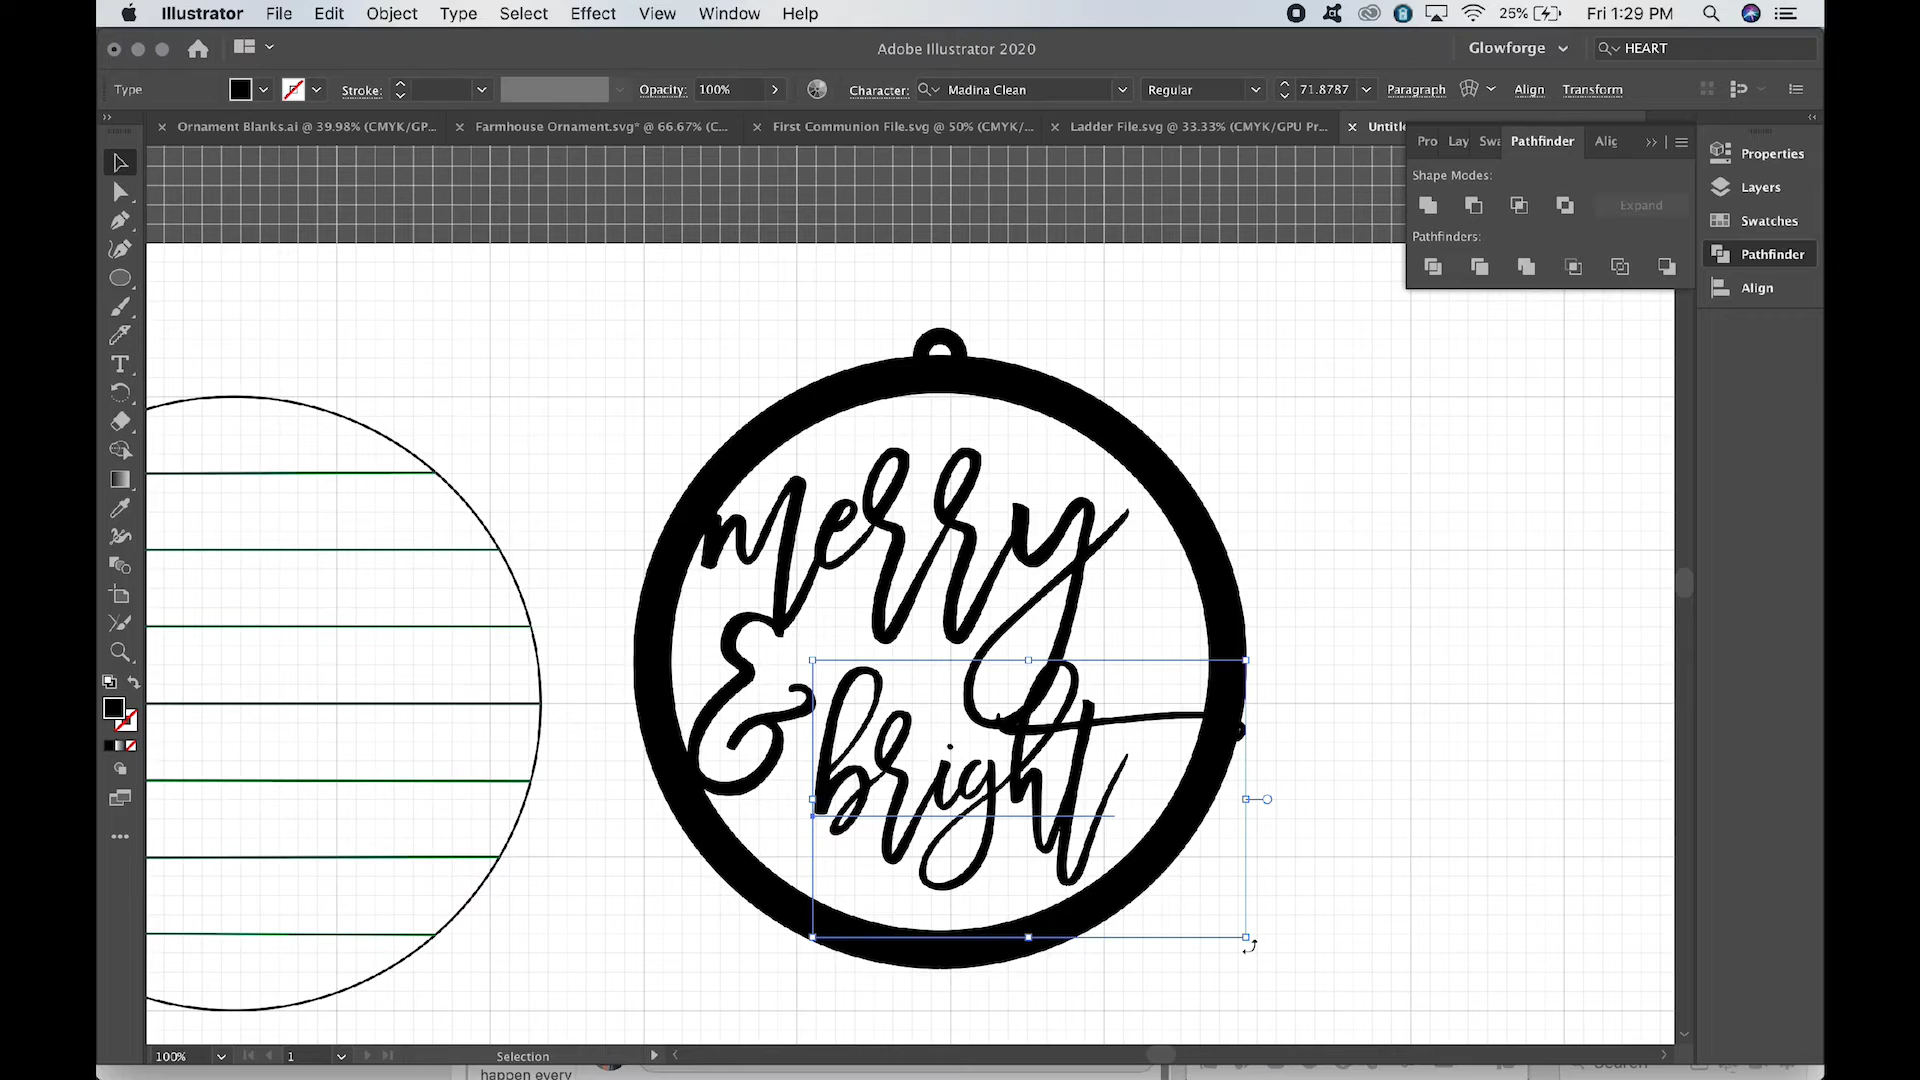 Illustrator File Edit Object Type Select Effect View Window Help 25% Fri 1:29 PM
Adobe Illustrator 2020 Glowforge HEART
Type Stroke: Opacity: 100% Character: Madina Clean Regular 71.8787 Paragraph Align Transform
Ornament Blanks.ai @ 39.98% (CMYK/GP... Farmhouse Ornament.svg* @ 66.67% (C... First Communion File.svg @ 50% (CMYK/... Ladder File.svg @ 33.33% (CMYK/GPU Pr... Untitle
Pro Lay Swa Pathfinder Alig
Shape Modes:
Expand
Pathfinders:
Properties
Layers
Swatches
Pathfinder
Align
merry
&
bright
100% 1 Selection
happen every Search